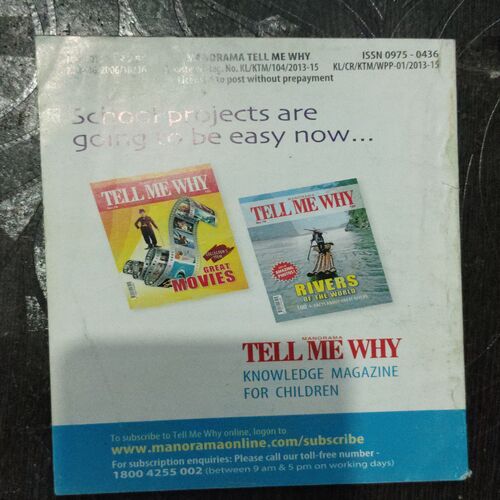 MANORAMA TELL ME WHY
ISSN 0975 - 0436
No. KL/KTM/104/2013-15
KL/CR/KTM/WPP-01/2013-15
to post without prepayment
School projects are
going to be easy now...
TELL ME WHY
GREAT
MOVIES
TELL ME WHY
RIVERS
OF THE WORLD
MANORAMA
TELL ME WHY
KNOWLEDGE MAGAZINE
FOR CHILDREN
To subscribe to Tell Me Why online, logon to
www.manoramaonline.com/subscribe
For subscription enquiries: Please call our toll-free number -
1800 4255 002 (between 9 am & 5 pm on working days)